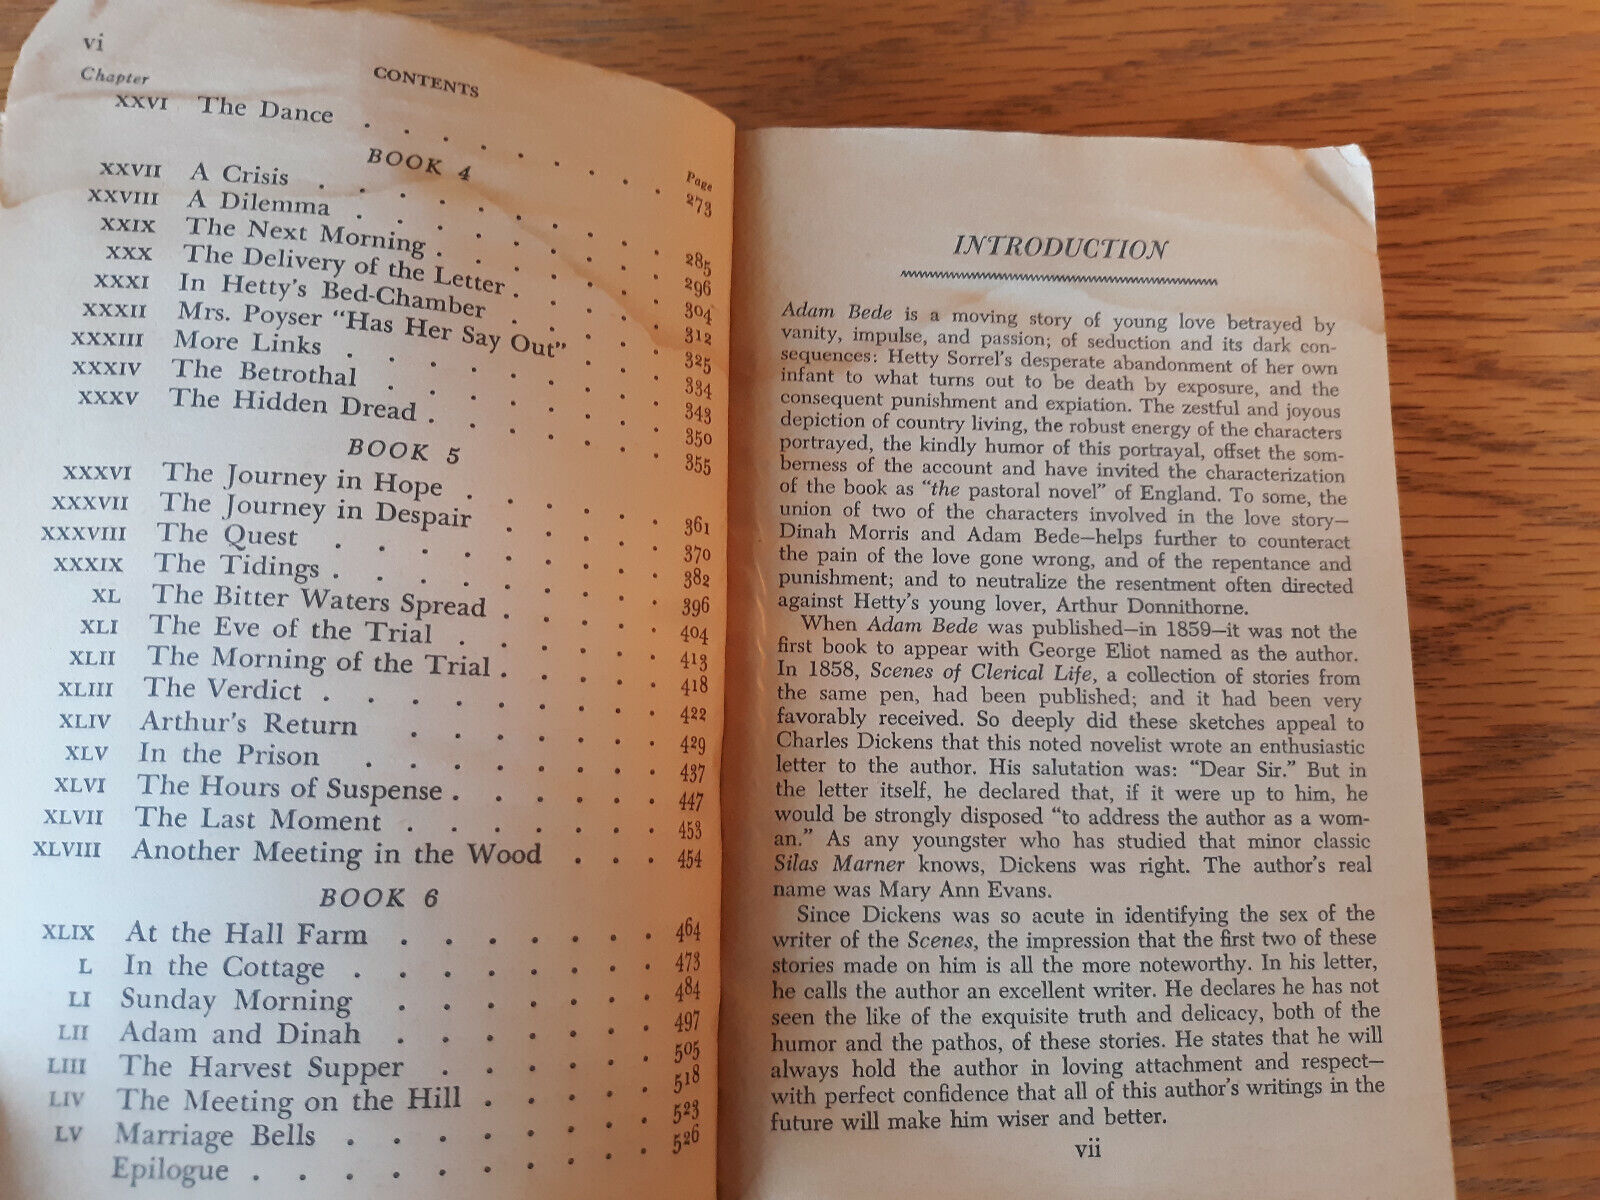 vi
CONTENTS
Chapter Page
XXVI The Dance . . . . . . . . 273
BOOK 4
XXVII A Crisis . . . . . . . . 285
XXVIII A Dilemma . . . . . . . . 296
XXIX The Next Morning . . . . . . 304
XXX The Delivery of the Letter . . . . 312
XXXI In Hetty's Bed-Chamber . . . . . 325
XXXII Mrs. Poyser "Has Her Say Out" . . . 334
XXXIII More Links . . . . . . . . 343
XXXIV The Betrothal . . . . . . . 350
XXXV The Hidden Dread . . . . . . 355
BOOK 5
XXXVI The Journey in Hope . . . . . 361
XXXVII The Journey in Despair . . . . . 370
XXXVIII The Quest . . . . . . . . 382
XXXIX The Tidings . . . . . . . . 396
XL The Bitter Waters Spread . . . . 404
XLI The Eve of the Trial . . . . . 413
XLII The Morning of the Trial . . . . 418
XLIII The Verdict . . . . . . . . 422
XLIV Arthur's Return . . . . . . 429
XLV In the Prison . . . . . . . 437
XLVI The Hours of Suspense . . . . . 447
XLVII The Last Moment . . . . . . 453
XLVIII Another Meeting in the Wood . . . 454
BOOK 6
XLIX At the Hall Farm . . . . . . . 464
L In the Cottage . . . . . . . . 473
LI Sunday Morning . . . . . . . 484
LII Adam and Dinah . . . . . . . 497
LIII The Harvest Supper . . . . . . 505
LIV The Meeting on the Hill . . . . . 518
LV Marriage Bells . . . . . . . . 523
Epilogue . . . . . . . . . . 526
INTRODUCTION
Adam Bede is a moving story of young love betrayed by
vanity, impulse, and passion; of seduction and its dark con-
sequences: Hetty Sorrel's desperate abandonment of her own
infant to what turns out to be death by exposure, and the
consequent punishment and expiation. The zestful and joyous
depiction of country living, the robust energy of the characters
portrayed, the kindly humor of this portrayal, offset the som-
berness of the account and have invited the characterization
of the book as "the pastoral novel" of England. To some, the
union of two of the characters involved in the love story—
Dinah Morris and Adam Bede—helps further to counteract
the pain of the love gone wrong, and of the repentance and
punishment; and to neutralize the resentment often directed
against Hetty's young lover, Arthur Donnithorne.
When Adam Bede was published—in 1859—it was not the
first book to appear with George Eliot named as the author.
In 1858, Scenes of Clerical Life, a collection of stories from
the same pen, had been published; and it had been very
favorably received. So deeply did these sketches appeal to
Charles Dickens that this noted novelist wrote an enthusiastic
letter to the author. His salutation was: "Dear Sir." But in
the letter itself, he declared that, if it were up to him, he
would be strongly disposed "to address the author as a wom-
an." As any youngster who has studied that minor classic
Silas Marner knows, Dickens was right. The author's real
name was Mary Ann Evans.
Since Dickens was so acute in identifying the sex of the
writer of the Scenes, the impression that the first two of these
stories made on him is all the more noteworthy. In his letter,
he calls the author an excellent writer. He declares he has not
seen the like of the exquisite truth and delicacy, both of the
humor and the pathos, of these stories. He states that he will
always hold the author in loving attachment and respect—
with perfect confidence that all of this author's writings in the
future will make him wiser and better.
vii